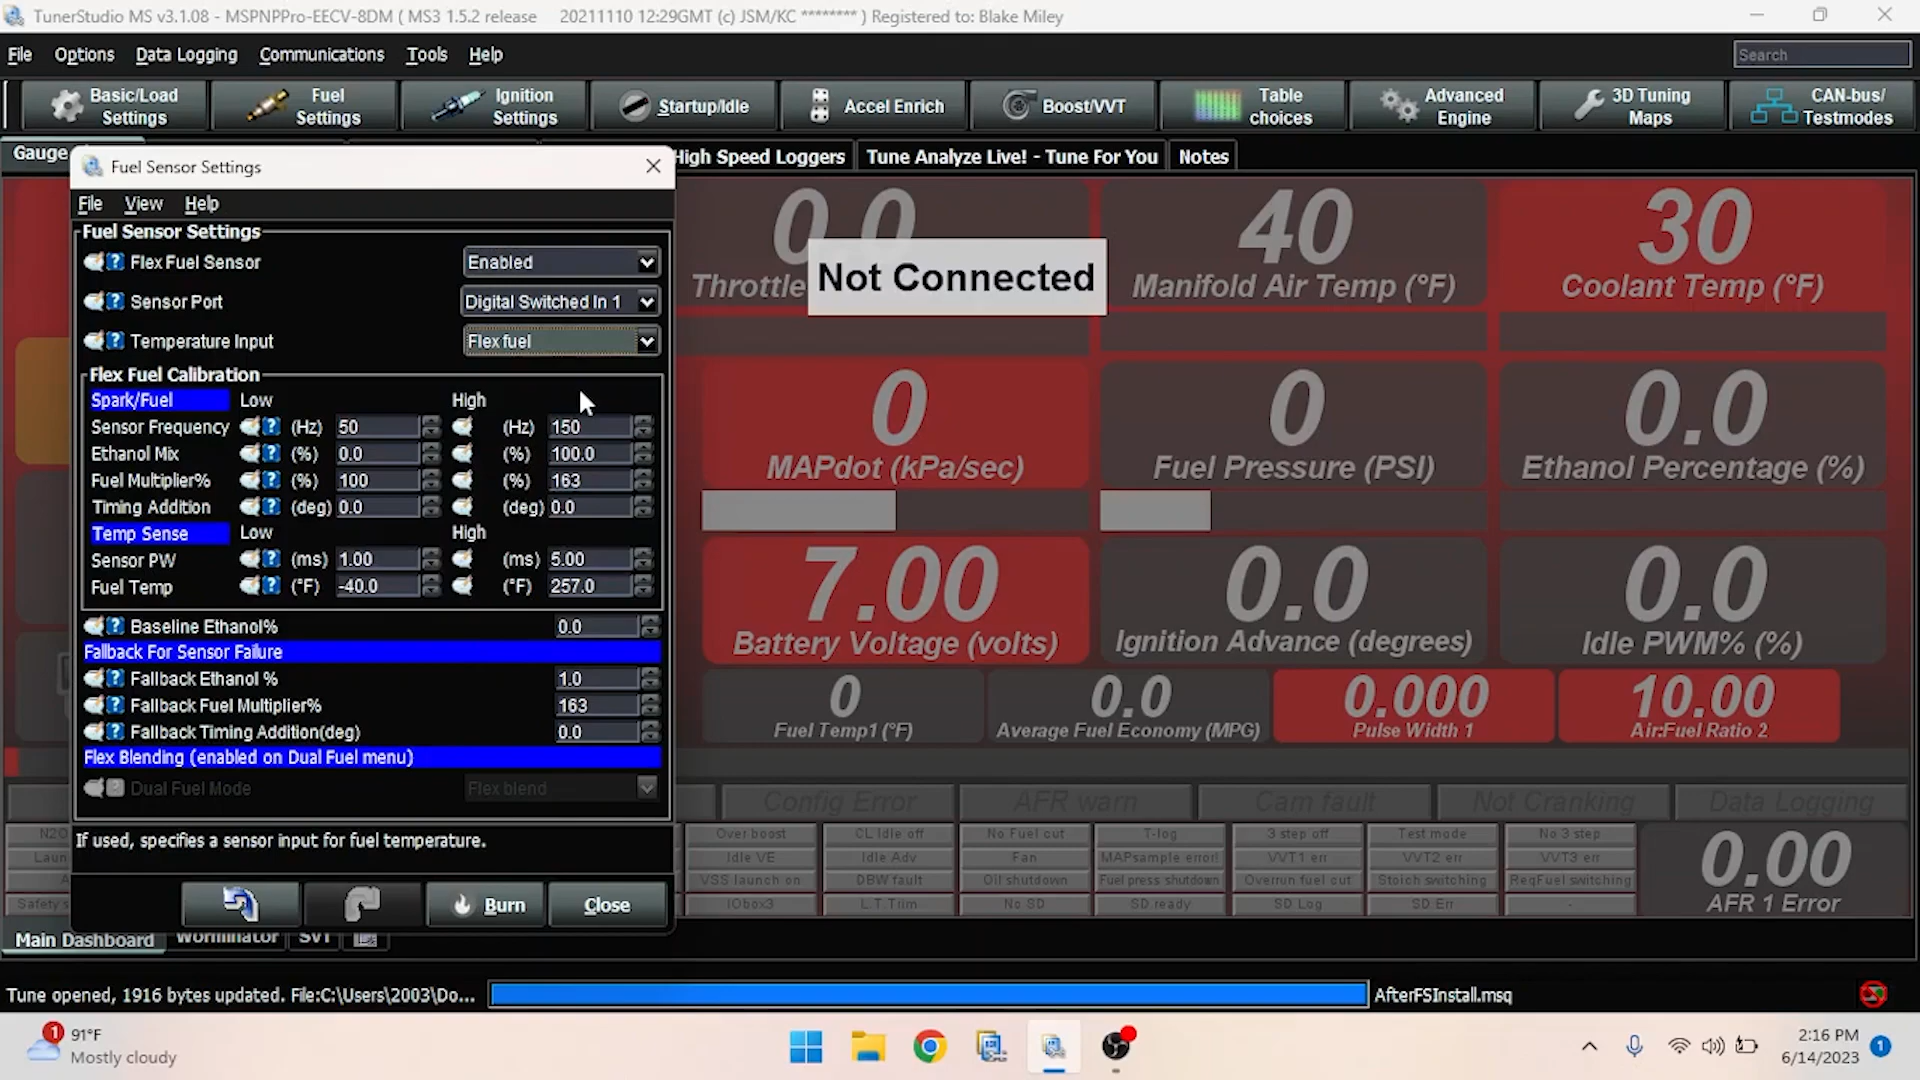 TunerStudio MS v3.1.08 - MSPNPPro-EECV-8DM ( MS3 1.5.2 release 20211110 12:29GMT (c) JSM/KC ******** ) Registered to: Blake Miley
File Options Data Logging Communications Tools Help
Search
Basic/Load Settings
Fuel Settings
Ignition Settings
Startup/Idle
Accel Enrich
Boost/VVT
Table choices
Advanced Engine
3D Tuning Maps
CAN-bus/ Testmodes
Gauge
High Speed Loggers
Tune Analyze Live! - Tune For You
Notes
Fuel Sensor Settings
File View Help
Fuel Sensor Settings
Flex Fuel Sensor Enabled
Sensor Port Digital Switched In 1
Temperature Input Flex fuel
Flex Fuel Calibration
Spark/Fuel Low High
Sensor Frequency (Hz) 50 (Hz) 150
Ethanol Mix (%) 0.0 (%) 100.0
Fuel Multiplier% (%) 100 (%) 163
Timing Addition (deg) 0.0 (deg) 0.0
Temp Sense Low High
Sensor PW (ms) 1.00 (ms) 5.00
Fuel Temp (°F) -40.0 (°F) 257.0
Baseline Ethanol% 0.0
Fallback For Sensor Failure
Fallback Ethanol % 1.0
Fallback Fuel Multiplier% 163
Fallback Timing Addition(deg) 0.0
Flex Blending (enabled on Dual Fuel menu)
Dual Fuel Mode Flex blend
If used, specifies a sensor input for fuel temperature.
Burn
Close
0.0
Throttle
Not Connected
40
Manifold Air Temp (°F)
30
Coolant Temp (°F)
0
MAPdot (kPa/sec)
0
Fuel Pressure (PSI)
0.0
Ethanol Percentage (%)
7.00
Battery Voltage (volts)
0.0
Ignition Advance (degrees)
0.0
Idle PWM% (%)
0
Fuel Temp1 (°F)
0.0
Average Fuel Economy (MPG)
0.000
Pulse Width 1
10.00
Air:Fuel Ratio 2
Config Error AFR warn Cam fault Not Cranking Data Logging
N2O Over boost CL Idle off No Fuel cut T-log 3 step off Test mode No 3 step
Laun Idle VE Idle Adv Fan MAPsample error! VVT1 err VVT2 err VVT3 err
VSS launch on DBW fault Oil shutdown Fuel press shutdown Overrun fuel cut Stoich switching ReqFuel switching
Safety's IObox3 L.T.Trim No SD SD ready SD Log SD Err -
0.00
AFR 1 Error
Main Dashboard Worminator SVT
Tune opened, 1916 bytes updated. File:C:\Users\2003\Do... AfterFSInstall.msq
1
91°F
Mostly cloudy
2:16 PM
6/14/2023
1